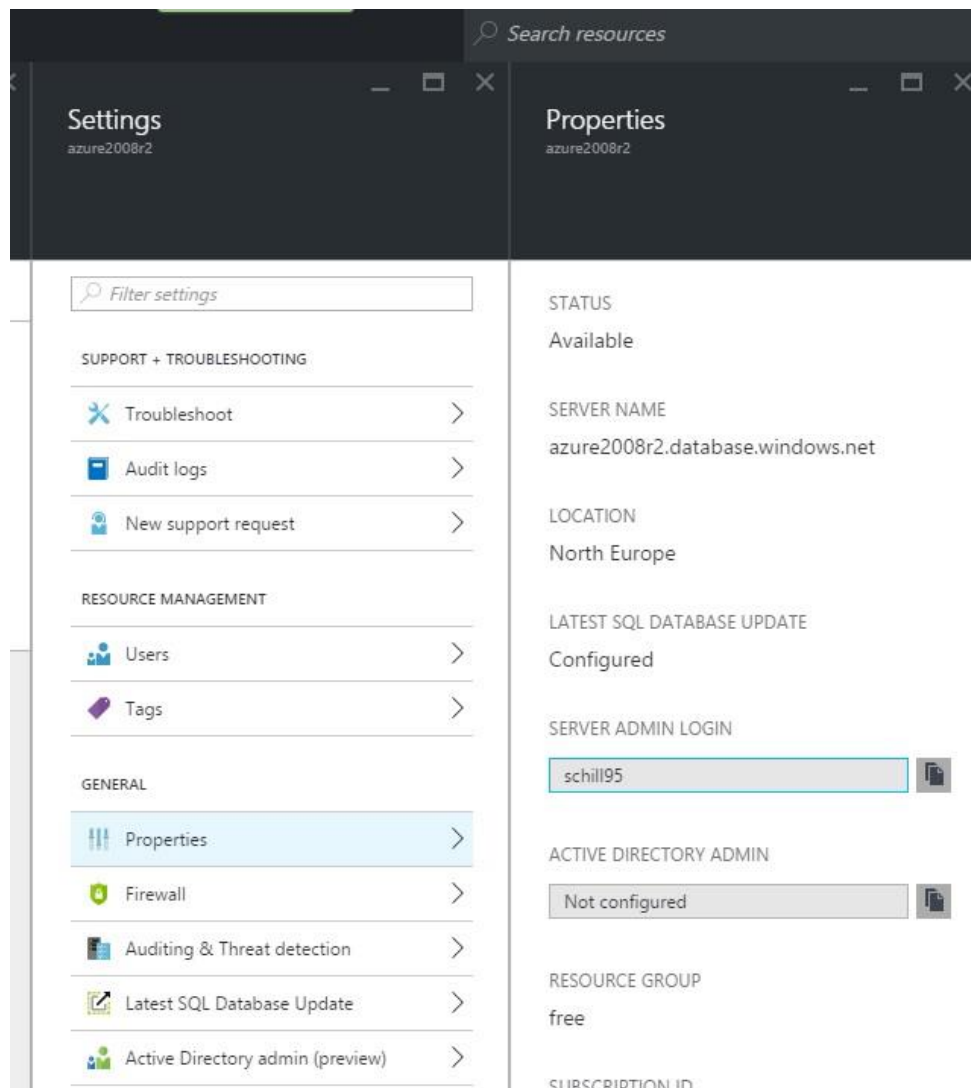 Search resources
Settings
azure2008r2
Properties
azure2008r2
Filter settings
SUPPORT + TROUBLESHOOTING
Troubleshoot
Audit logs
New support request
RESOURCE MANAGEMENT
Users
Tags
GENERAL
Properties
Firewall
Auditing & Threat detection
Latest SQL Database Update
Active Directory admin (preview)
STATUS
Available
SERVER NAME
azure2008r2.database.windows.net
LOCATION
North Europe
LATEST SQL DATABASE UPDATE
Configured
SERVER ADMIN LOGIN
schill95
ACTIVE DIRECTORY ADMIN
Not configured
RESOURCE GROUP
free
SUBSCRIPTION ID